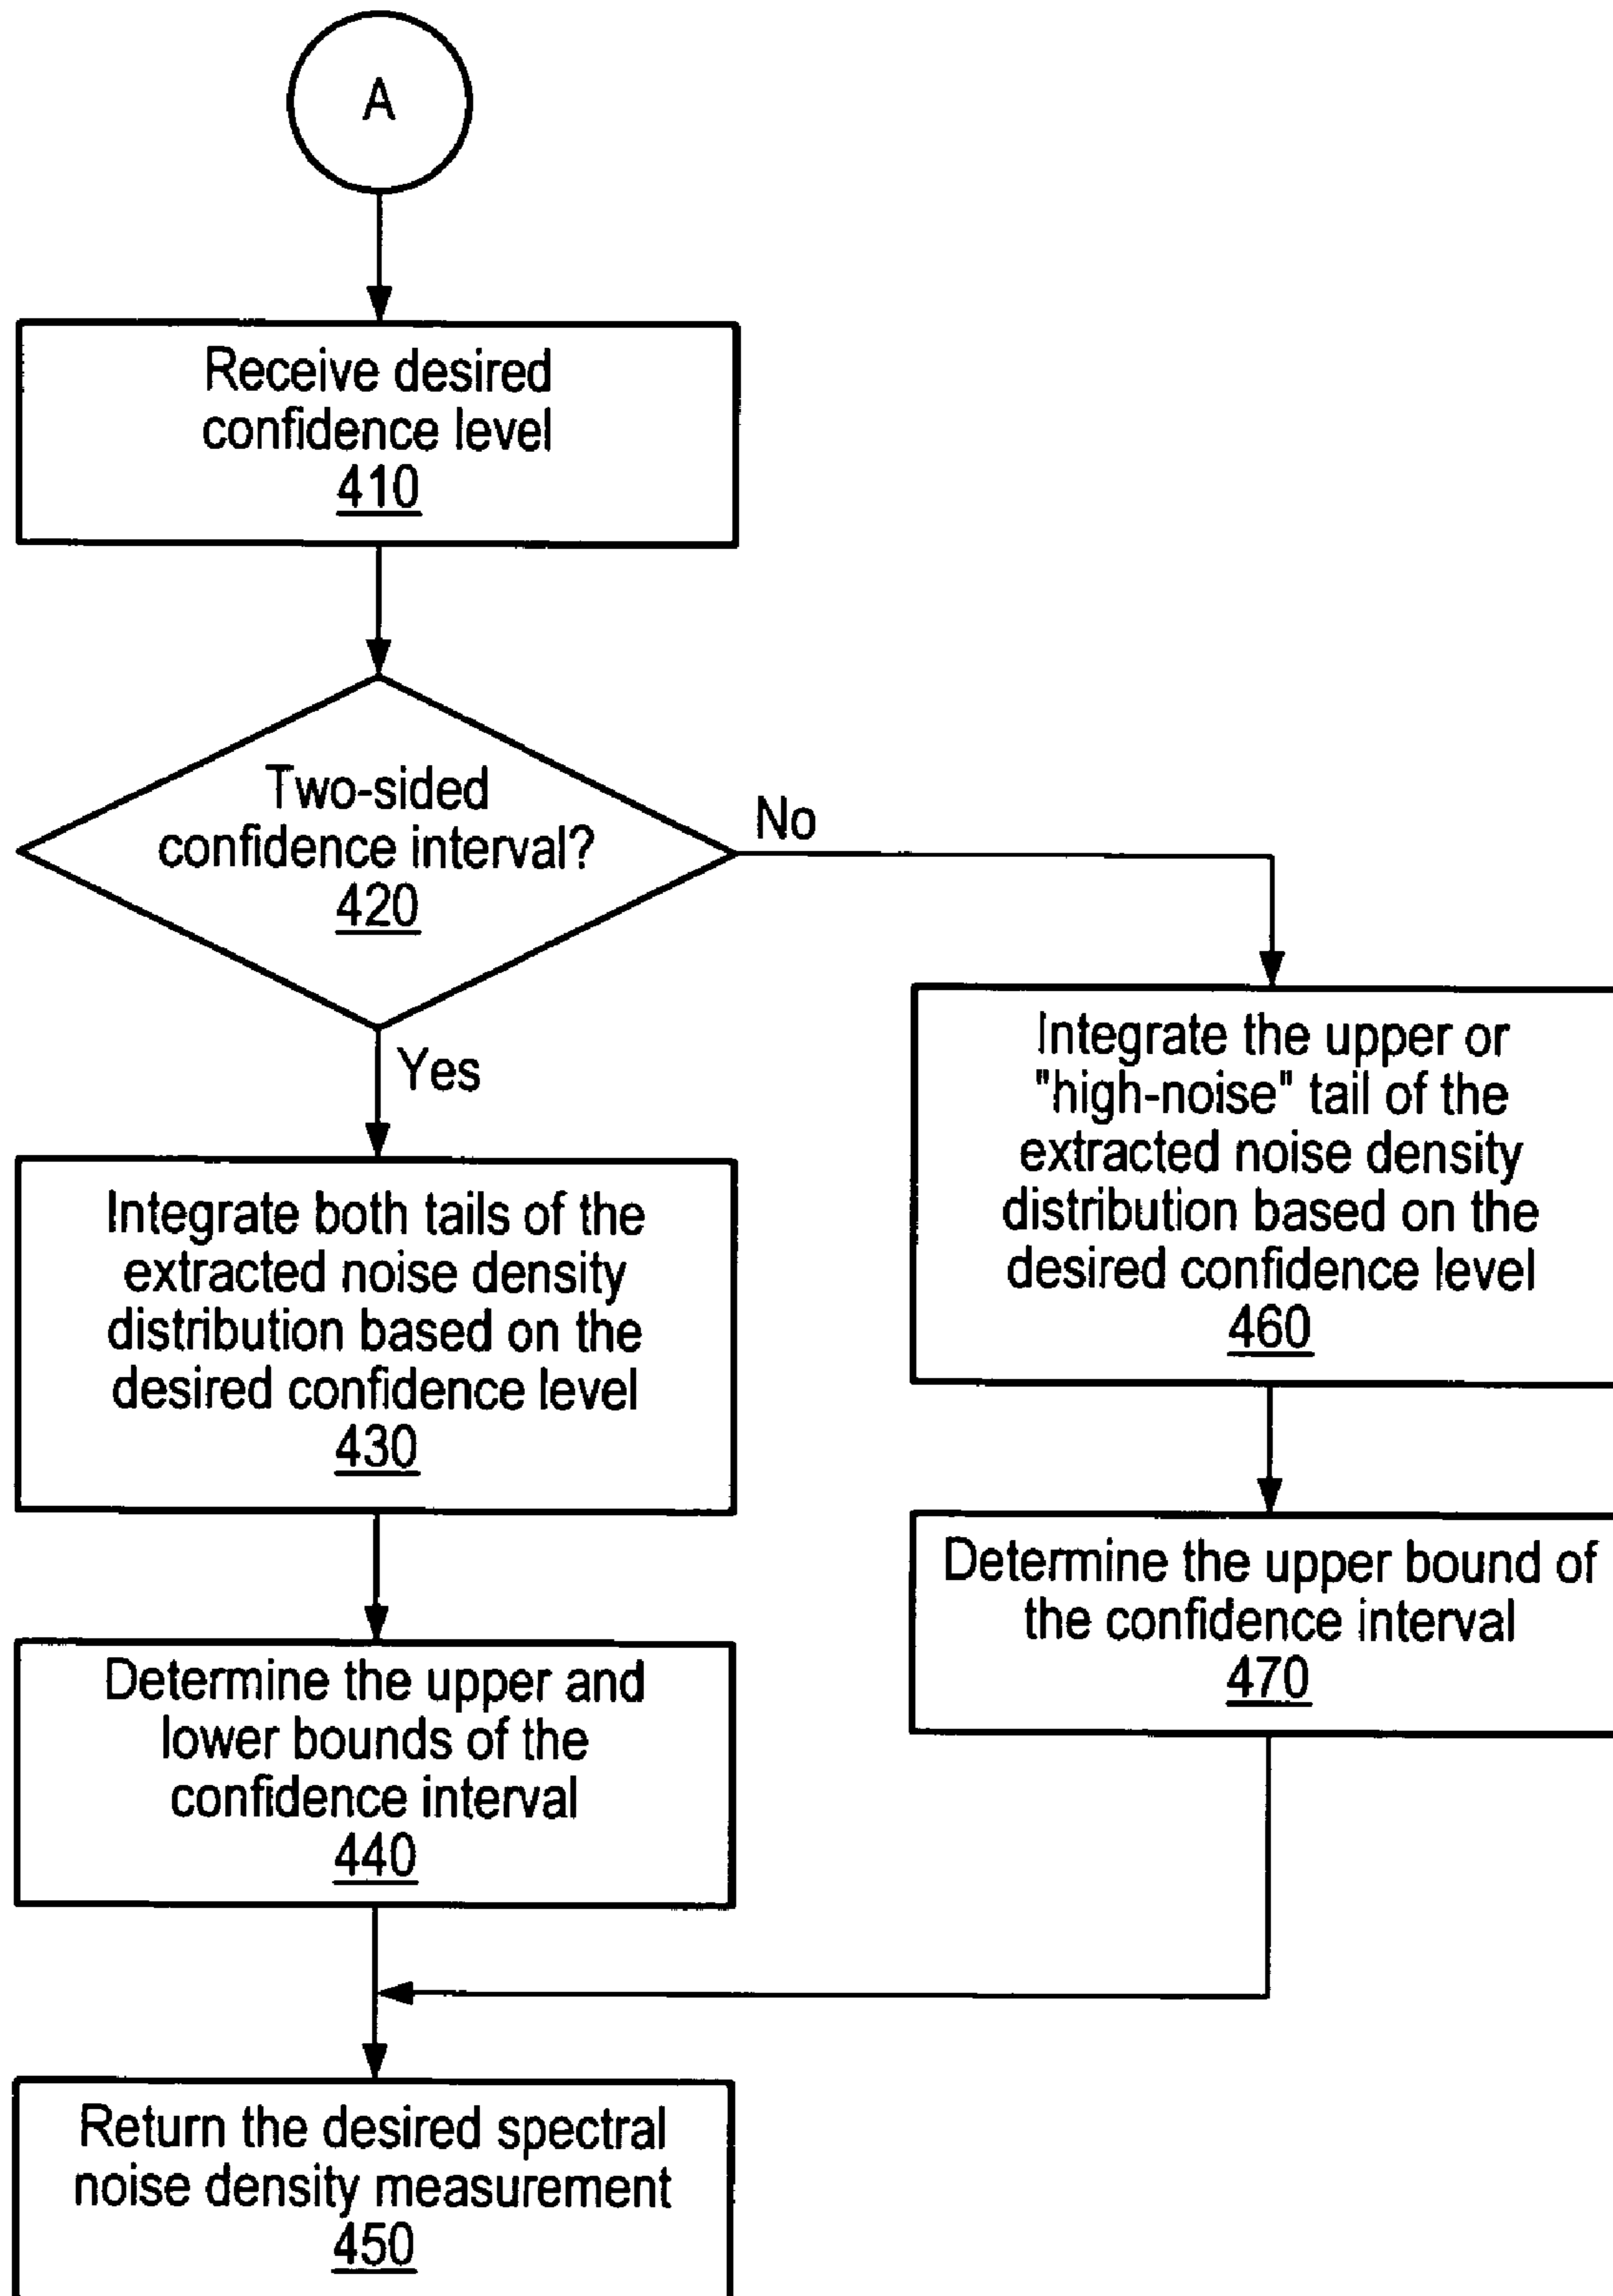 A
Receive desired
confidence level
410
Two-sided
confidence interval?
420
No
Yes
Integrate both tails of the
extracted noise density
distribution based on the
desired confidence level
430
Integrate the upper or
"high-noise" tail of the
extracted noise density
distribution based on the
desired confidence level
460
Determine the upper and
lower bounds of the
confidence interval
440
Determine the upper bound of
the confidence interval
470
Return the desired spectral
noise density measurement
450